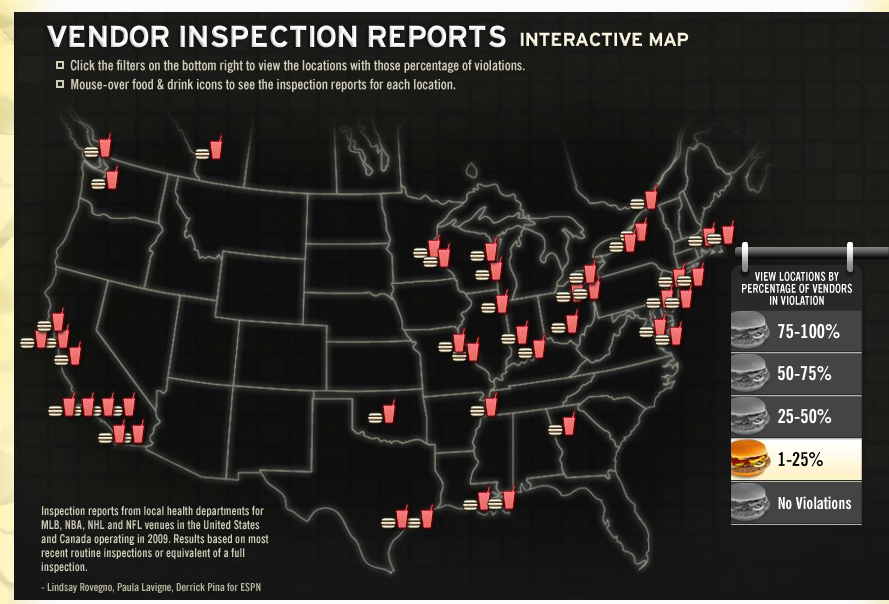 VENDOR INSPECTION REPORTS INTERACTIVE MAP
Click the filters on the bottom right to view the locations with those percentage of violations.
Mouse-over food & drink icons to see the inspection reports for each location.
VIEW LOCATIONS BY
PERCENTAGE OF VENDORS
IN VIOLATION
75-100%
50-75%
25-50%
1-25%
No Violations
Inspection reports from local health departments for
MLB, NBA, NHL and NFL venues in the United States
and Canada operating in 2009. Results based on most
recent routine inspections or equivalent of a full
inspection.
- Lindsay Rovegno, Paula Lavigne, Derrick Pina for ESPN